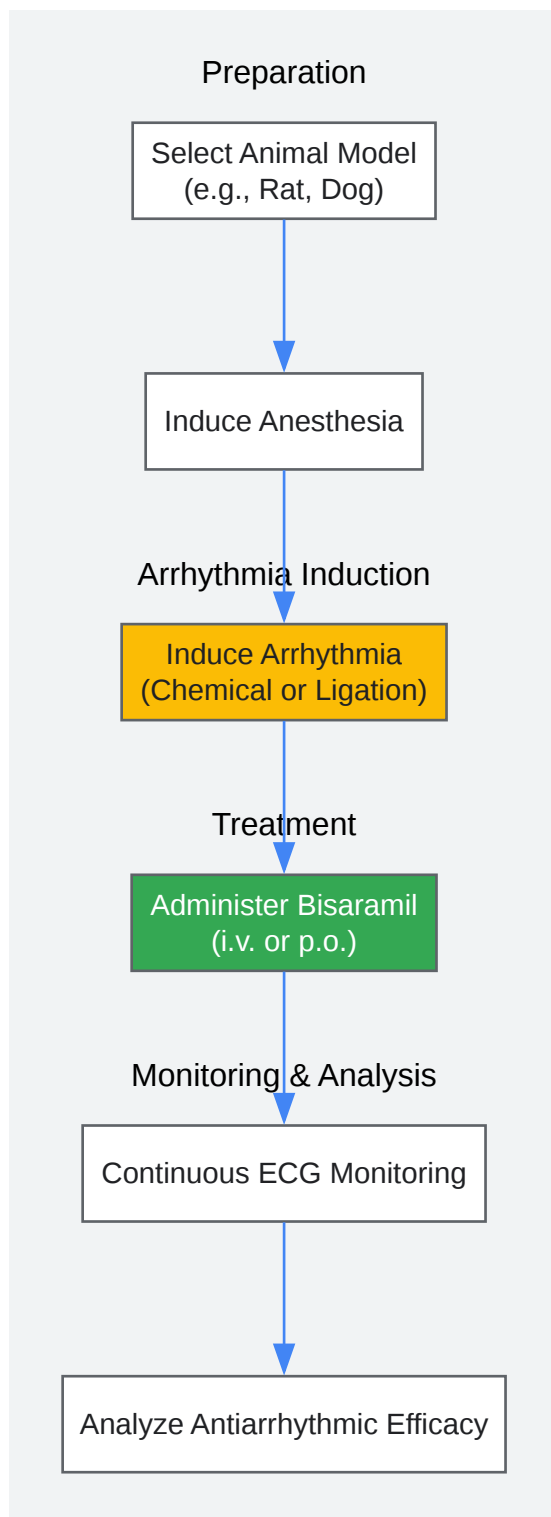 Preparation
Select Animal Model
(e.g., Rat, Dog)
Induce Anesthesia
Arrhythmia Induction
Induce Arrhythmia
(Chemical or Ligation)
Treatment
Administer Bisaramil
(i.v. or p.o.)
Monitoring & Analysis
Continuous ECG Monitoring
Analyze Antiarrhythmic Efficacy